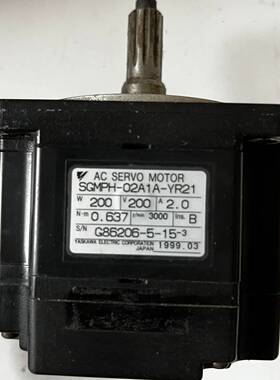 AC SERVO MOTOR
SGMPH-02A1A-YR21
W 200 V 200 A 2.0
N·m 0.637 r/min 3000 Ins. B
S/N G86206-5-15-3
YASKAWA ELECTRIC CORPORATION 1999.03
JAPAN